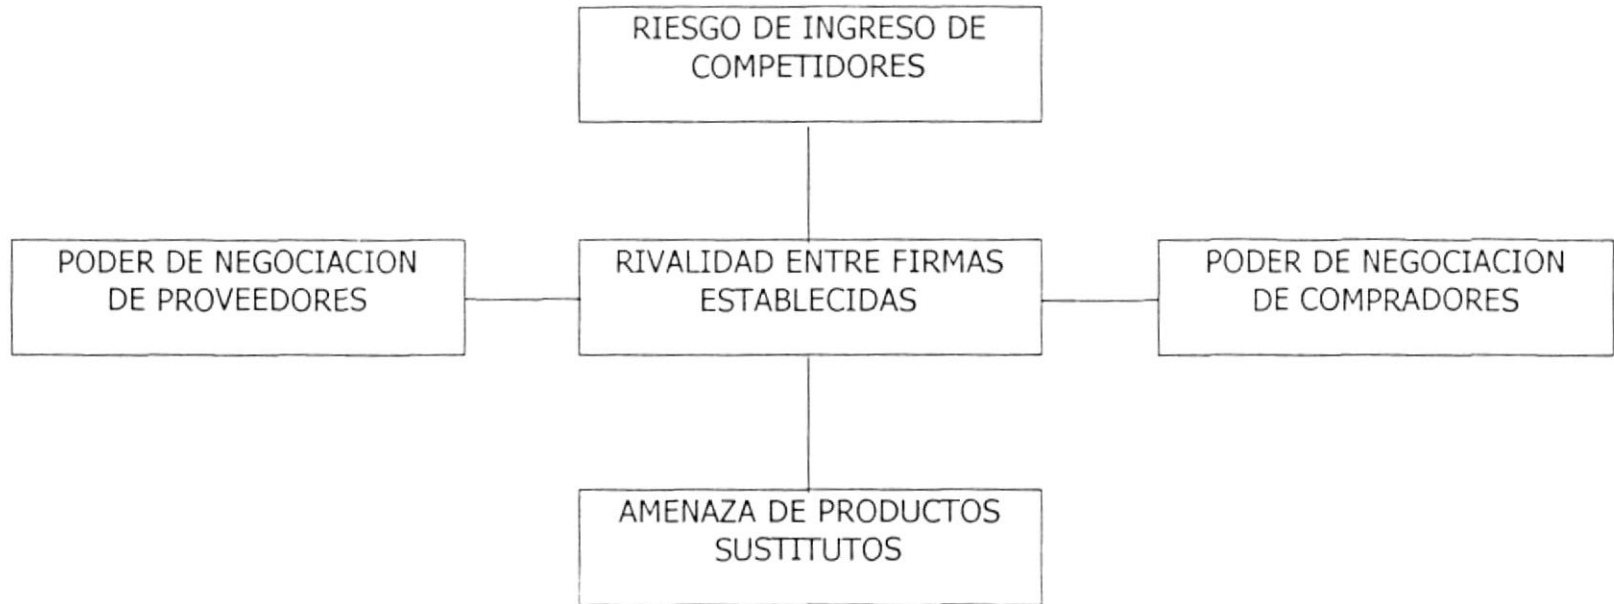 RIESGO DE INGRESO DE
COMPETIDORES
PODER DE NEGOCIACION
DE PROVEEDORES
RIVALIDAD ENTRE FIRMAS
ESTABLECIDAS
PODER DE NEGOCIACION
DE COMPRADORES
AMENAZA DE PRODUCTOS
SUSTITUTOS